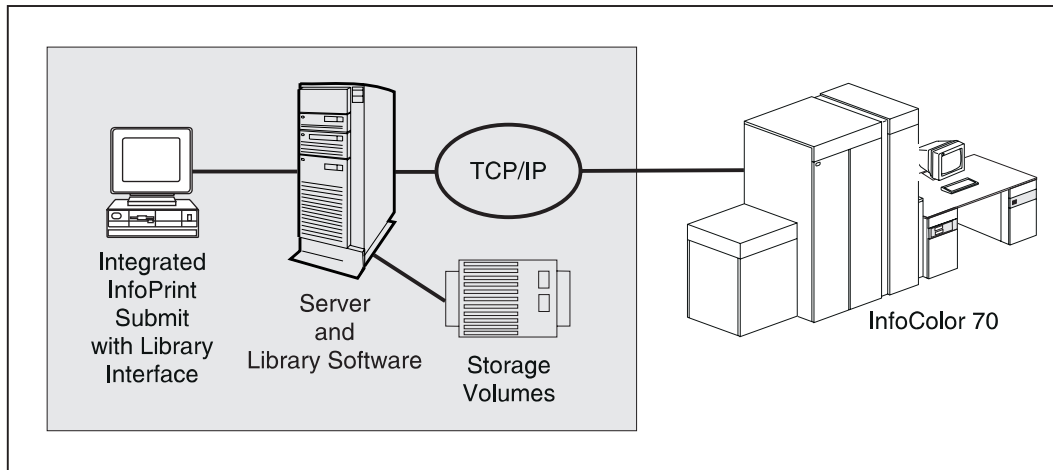 TCP/IP
Integrated
InfoPrint
Submit
with Library
Interface
Server
and
Library Software
Storage
Volumes
InfoColor 70